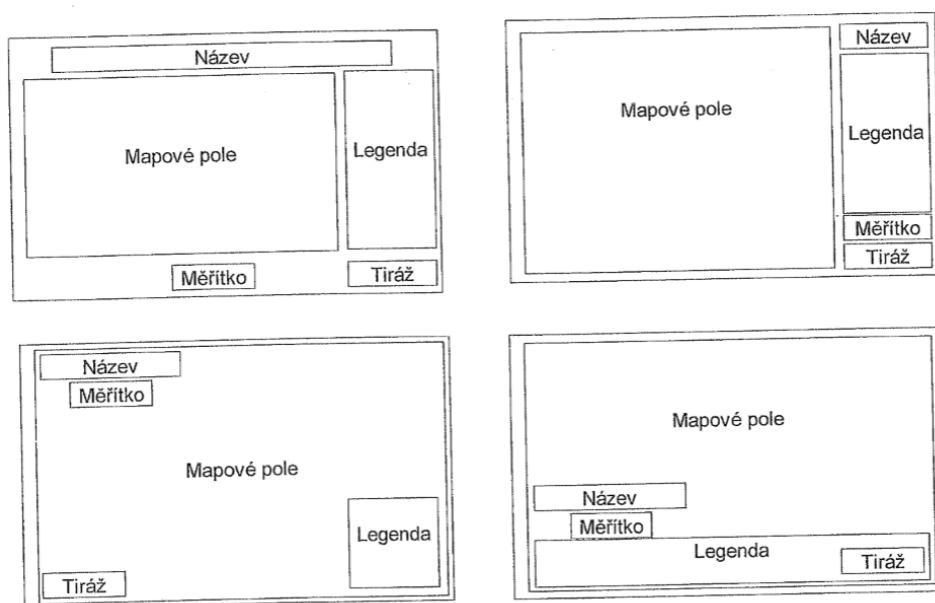 Název
Mapové pole
Legenda
Měřítko
Tiráž
Název
Mapové pole
Legenda
Měřítko
Tiráž
Název
Měřítko
Mapové pole
Legenda
Tiráž
Mapové pole
Název
Měřítko
Legenda
Tiráž